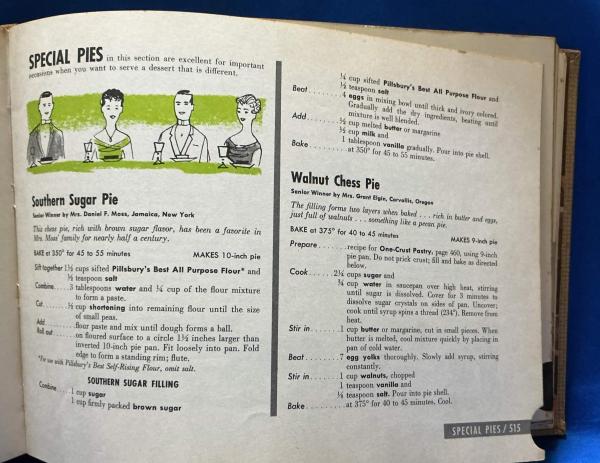 SPECIAL PIES in this section are excellent for important
occasions when you want to serve a dessert that is different.
Southern Sugar Pie
Senior Winner by Mrs. Daniel F. Moss, Jamaica, New York
This chess pie, rich with brown sugar flavor, has been a favorite in
Mrs. Moss' family for nearly half a century.
BAKE at 350° for 45 to 55 minutes MAKES 10-inch pie
Sift together 1½ cups sifted Pillsbury's Best All Purpose Flour* and
½ teaspoon salt
Combine....3 tablespoons water and ¼ cup of the flour mixture
to form a paste.
Cut.......½ cup shortening into remaining flour until the size
of small peas.
Add.......flour paste and mix until dough forms a ball.
Roll out....on floured surface to a circle 1½ inches larger than
inverted 10-inch pie pan. Fit loosely into pan. Fold
edge to form a standing rim; flute.
*For use with Pillsbury's Best Self-Rising Flour, omit salt.
SOUTHERN SUGAR FILLING
Combine....1 cup sugar
1 cup firmly packed brown sugar
¼ cup sifted Pillsbury's Best All Purpose Flour and
½ teaspoon salt
Beat.......4 eggs in mixing bowl until thick and ivory colored.
Gradually add the dry ingredients, beating until
mixture is well blended.
Add.......½ cup melted butter or margarine
½ cup milk and
1 tablespoon vanilla gradually. Pour into pie shell.
Bake.......at 350° for 45 to 55 minutes.
Walnut Chess Pie
Senior Winner by Mrs. Grant Elgin, Corvallis, Oregon
The filling forms two layers when baked . . . rich in butter and eggs,
just full of walnuts . . . something like a pecan pie.
BAKE at 375° for 40 to 45 minutes MAKES 9-inch pie
Prepare.......recipe for One-Crust Pastry, page 460, using 9-inch
pie pan. Do not prick crust; fill and bake as directed
below.
Cook.......2¼ cups sugar and
¾ cup water in saucepan over high heat, stirring
until sugar is dissolved. Cover for 3 minutes to
dissolve sugar crystals on sides of pan. Uncover;
cook until syrup spins a thread (234°). Remove from
heat.
Stir in.......1 cup butter or margarine, cut in small pieces. When
butter is melted, cool mixture quickly by placing in
pan of cold water.
Beat.......7 egg yolks thoroughly. Slowly add syrup, stirring
constantly.
Stir in.......1 cup walnuts, chopped
1 teaspoon vanilla and
⅛ teaspoon salt. Pour into pie shell.
Bake.......at 375° for 40 to 45 minutes. Cool.
SPECIAL PIES / 515